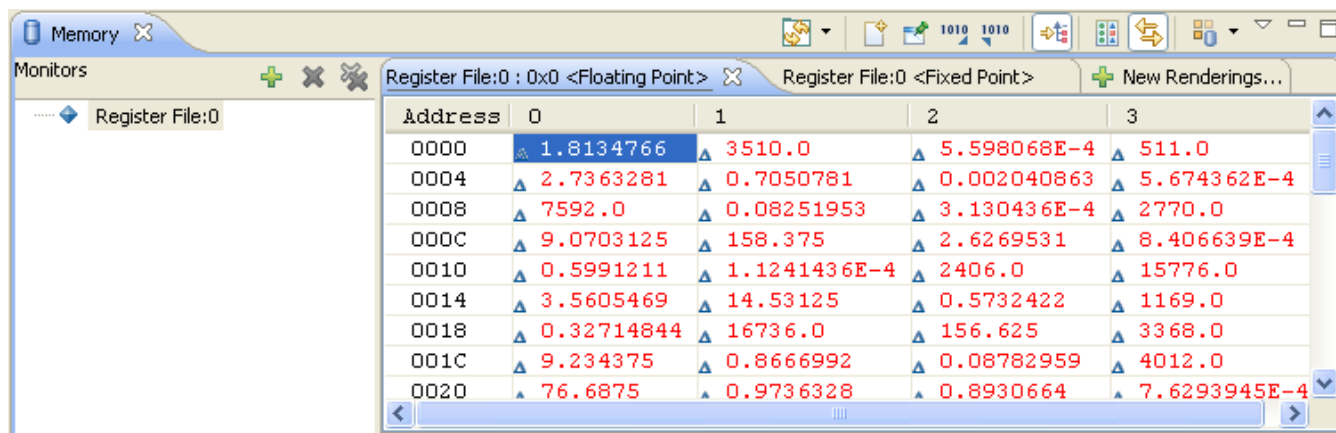 Memory
1010 1010
Monitors
Register File:0 : 0x0 <Floating Point> Register File:0 <Fixed Point> New Renderings...
Register File:0
Address 0 1 2 3
0000 1.8134766 3510.0 5.598068E-4 511.0
0004 2.7363281 0.7050781 0.002040863 5.674362E-4
0008 7592.0 0.08251953 3.130436E-4 2770.0
000C 9.0703125 158.375 2.6269531 8.406639E-4
0010 0.5991211 1.1241436E-4 2406.0 15776.0
0014 3.5605469 14.53125 0.5732422 1169.0
0018 0.32714844 16736.0 156.625 3368.0
001C 9.234375 0.8666992 0.08782959 4012.0
0020 76.6875 0.9736328 0.8930664 7.6293945E-4